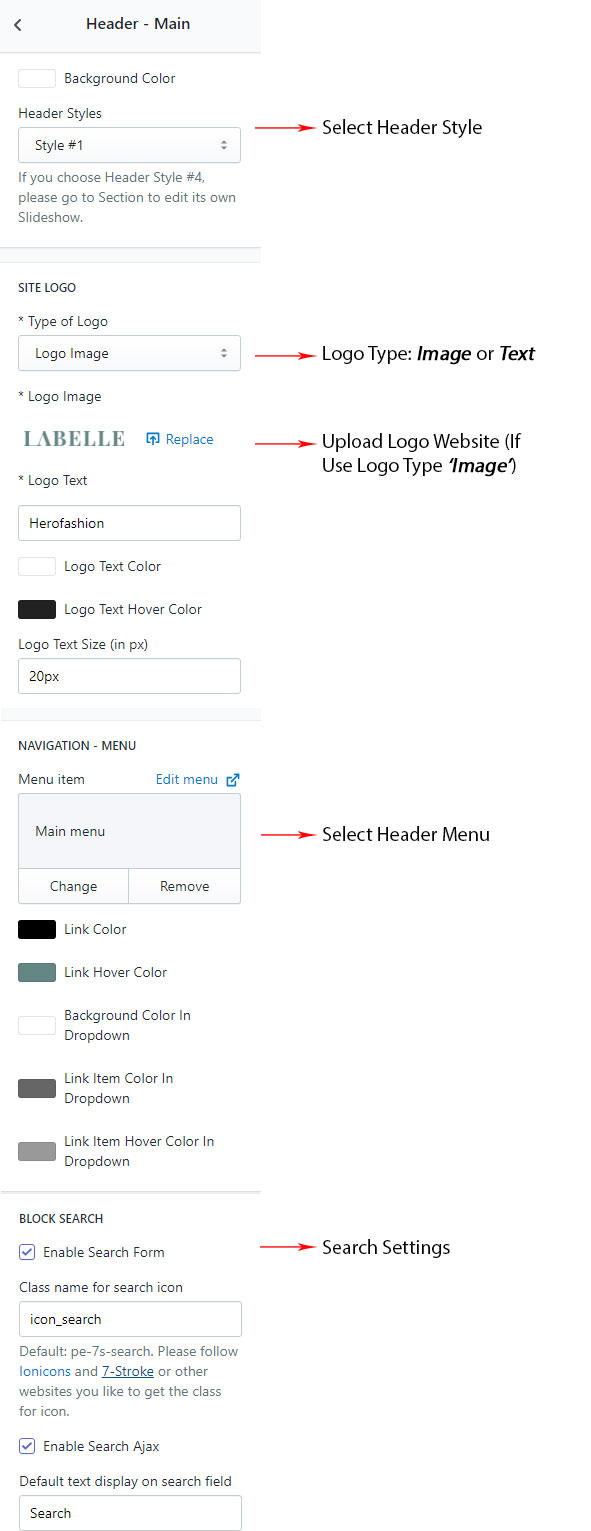 Header - Main
Background Color
Header Styles
Style #1
Select Header Style
If you choose Header Style #4,
please go to Section to edit its own
Slideshow.
SITE LOGO
* Type of Logo
Logo Image
Logo Type: Image or Text
* Logo Image
LABELLE
Replace
Upload Logo Website (If
Use Logo Type ‘Image’)
* Logo Text
Herofashion
Logo Text Color
Logo Text Hover Color
Logo Text Size (in px)
20px
NAVIGATION - MENU
Menu item
Edit menu
Main menu
Select Header Menu
Change
Remove
Link Color
Link Hover Color
Background Color In
Dropdown
Link Item Color In
Dropdown
Link Item Hover Color In
Dropdown
BLOCK SEARCH
Search Settings
Enable Search Form
Class name for search icon
icon_search
Default: pe-7s-search. Please follow
Ionicons and 7-Stroke or other
websites you like to get the class
for icon.
Enable Search Ajax
Default text display on search field
Search